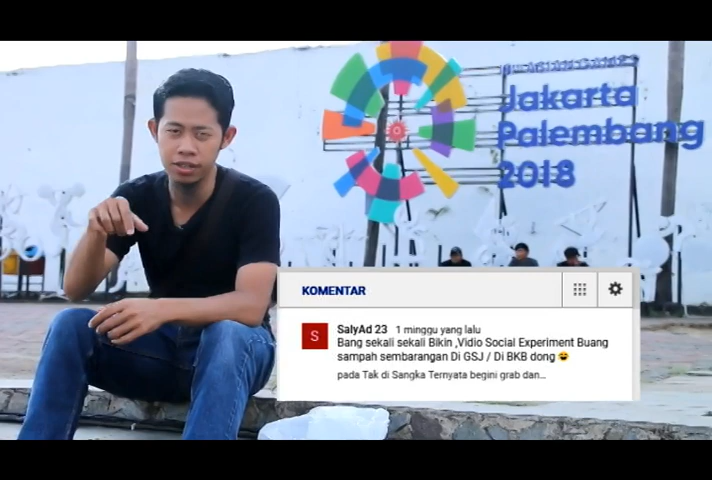 Jakarta
Palembang
2018
KOMENTAR
S
SalyAd 23 1 minggu yang lalu
Bang sekali sekali Bikin ,Vidio Social Experiment Buang
sampah sembarangan Di GSJ / Di BKB dong 😄
pada Tak di Sangka Ternyata begini grab dan...